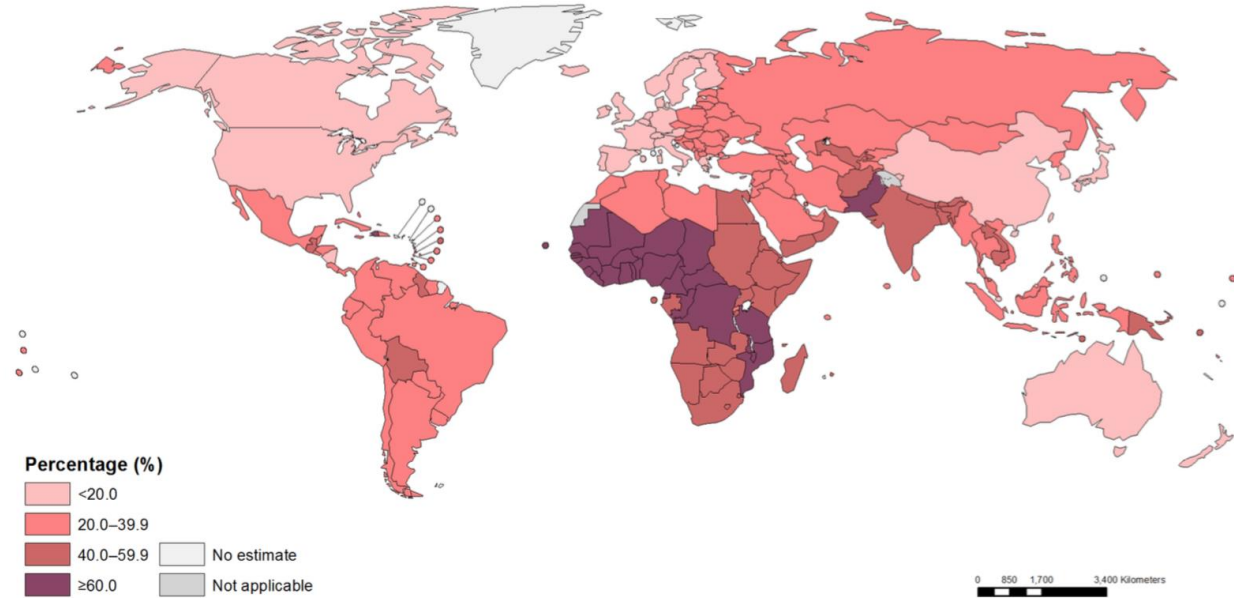 Percentage (%)
<20.0
20.0–39.9
40.0–59.9
≥60.0
No estimate
Not applicable
0 850 1,700 3,400 Kilometers